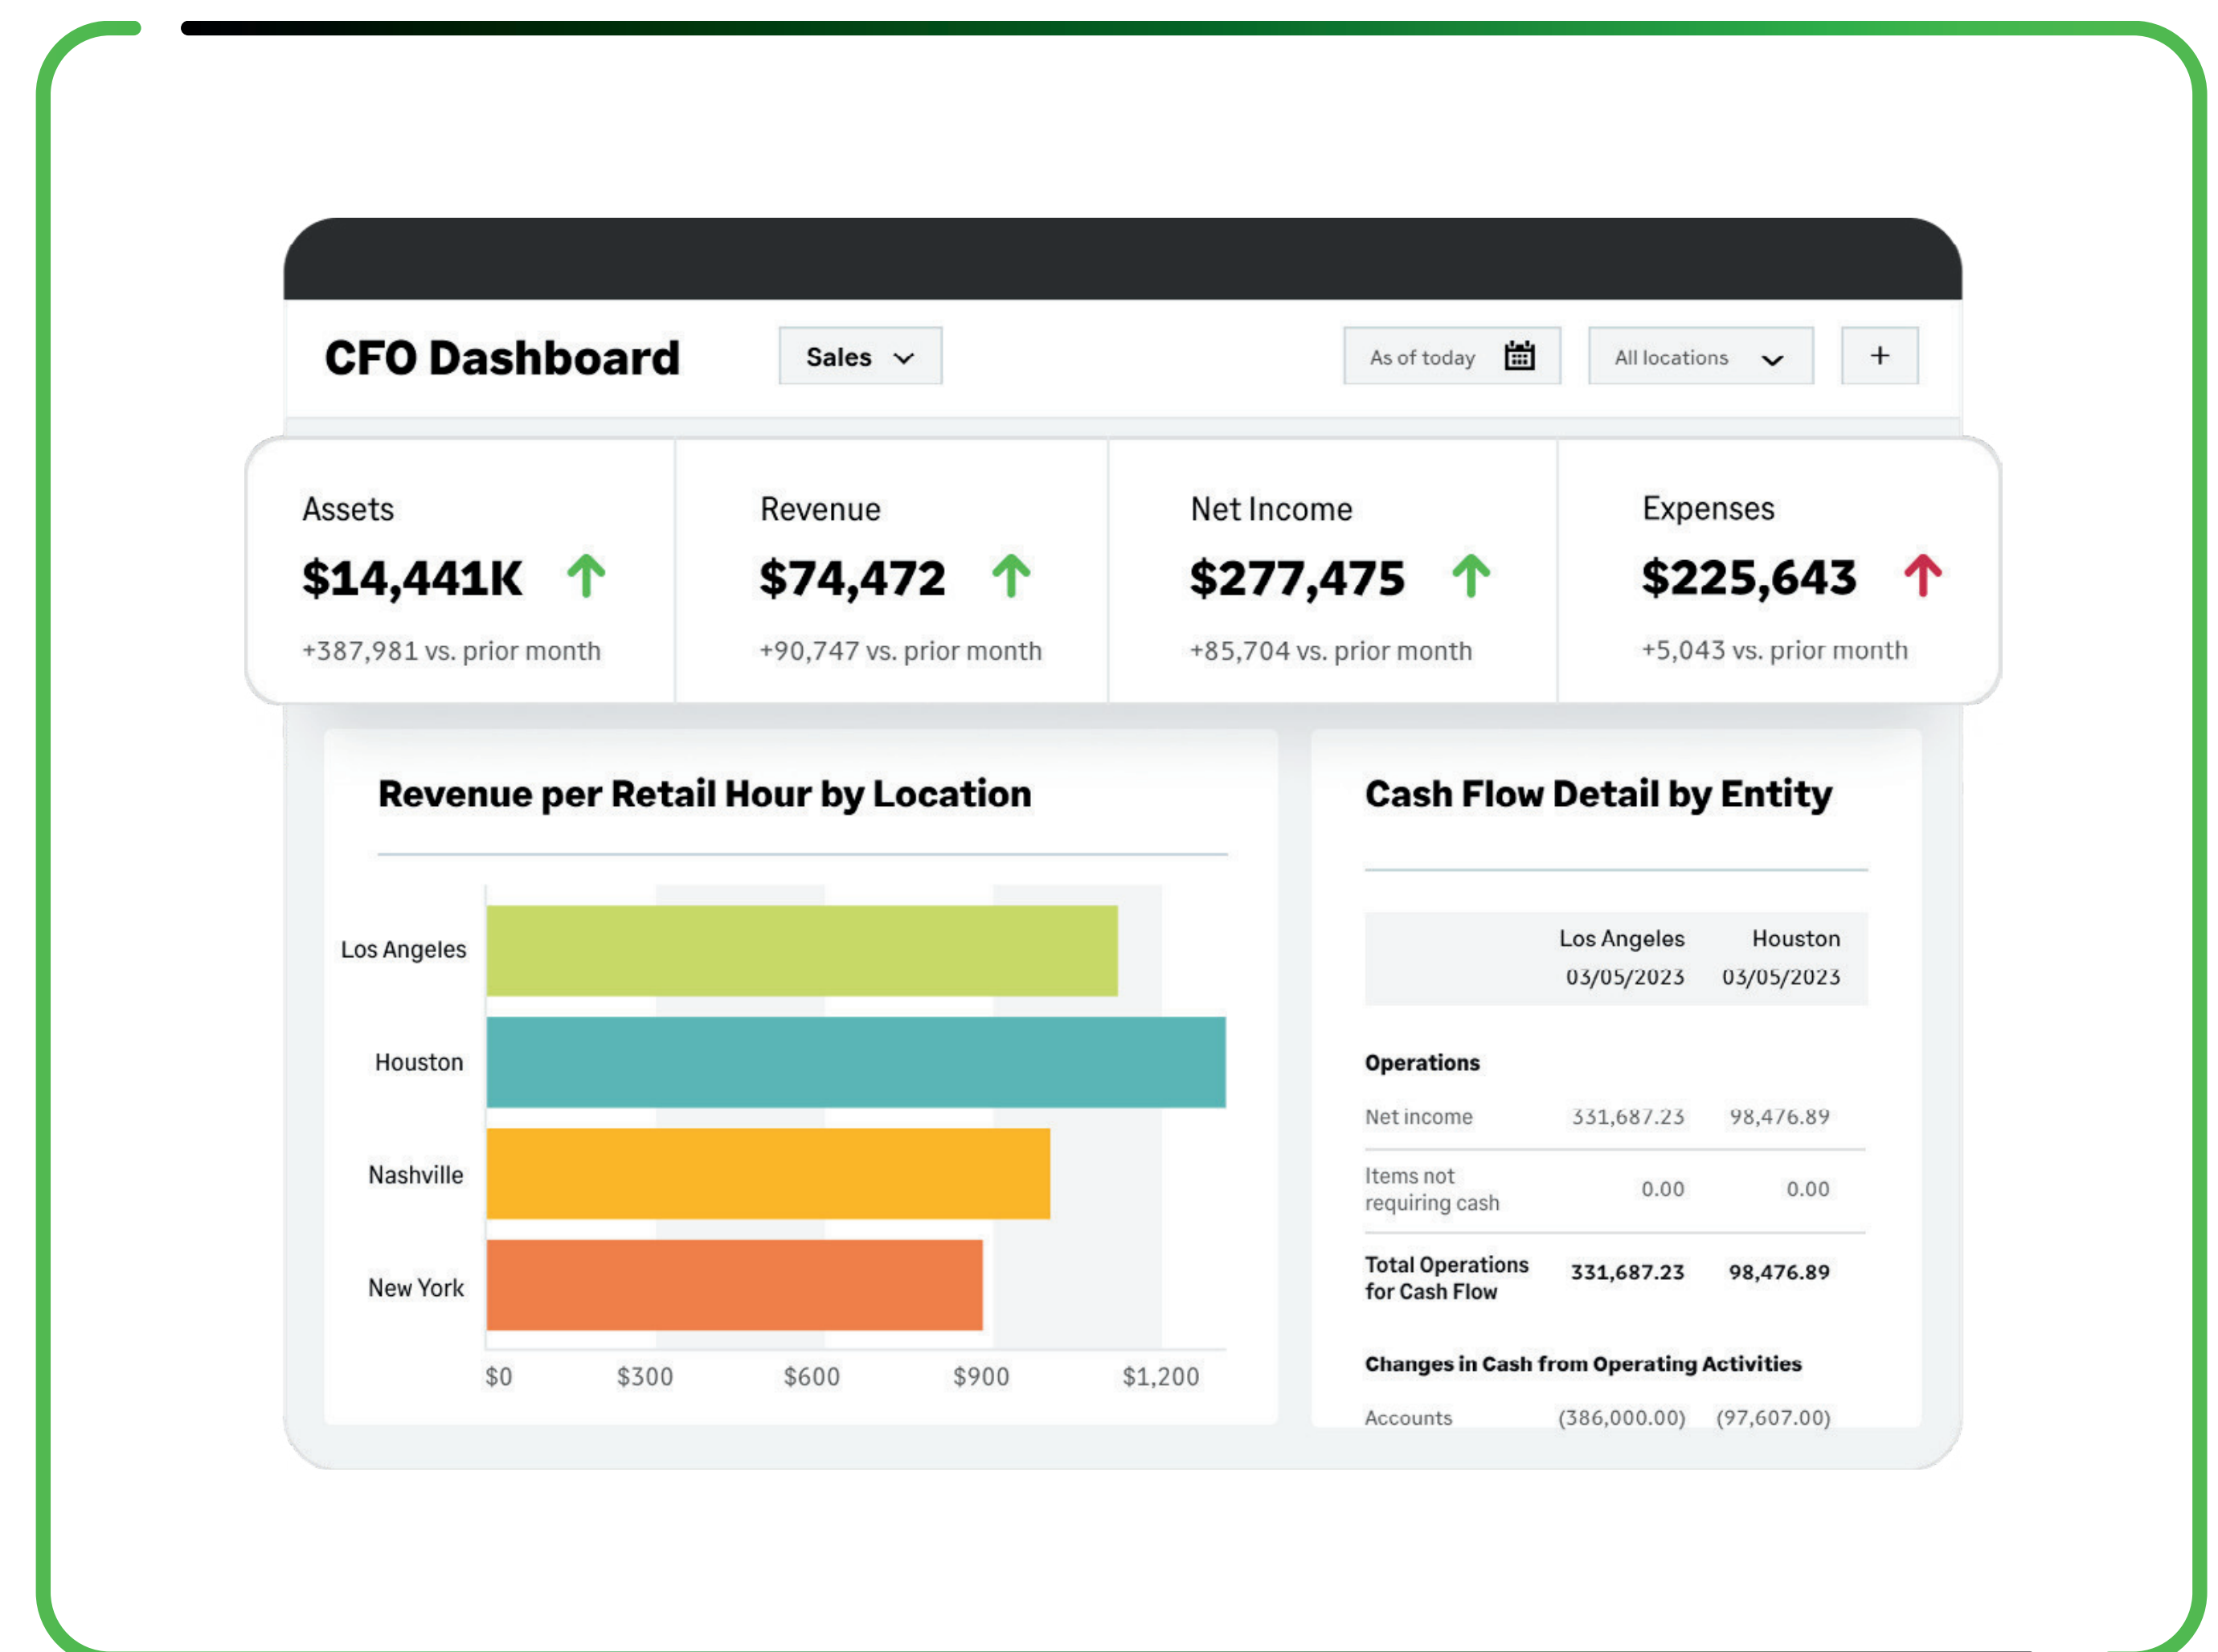 CFO Dashboard
Sales
As of today
All locations
+
Assets
$14,441K
+387,981 vs. prior month
Revenue
$74,472
+90,747 vs. prior month
Net Income
$277,475
+85,704 vs. prior month
Expenses
$225,643
+5,043 vs. prior month
Revenue per Retail Hour by Location
Los Angeles
Houston
Nashville
New York
$0 $300 $600 $900 $1,200
Cash Flow Detail by Entity
Los Angeles Houston
03/05/2023 03/05/2023
Operations
Net income 331,687.23 98,476.89
Items not
requiring cash 0.00 0.00
Total Operations
for Cash Flow 331,687.23 98,476.89
Changes in Cash from Operating Activities
Accounts (386,000.00) (97,607.00)